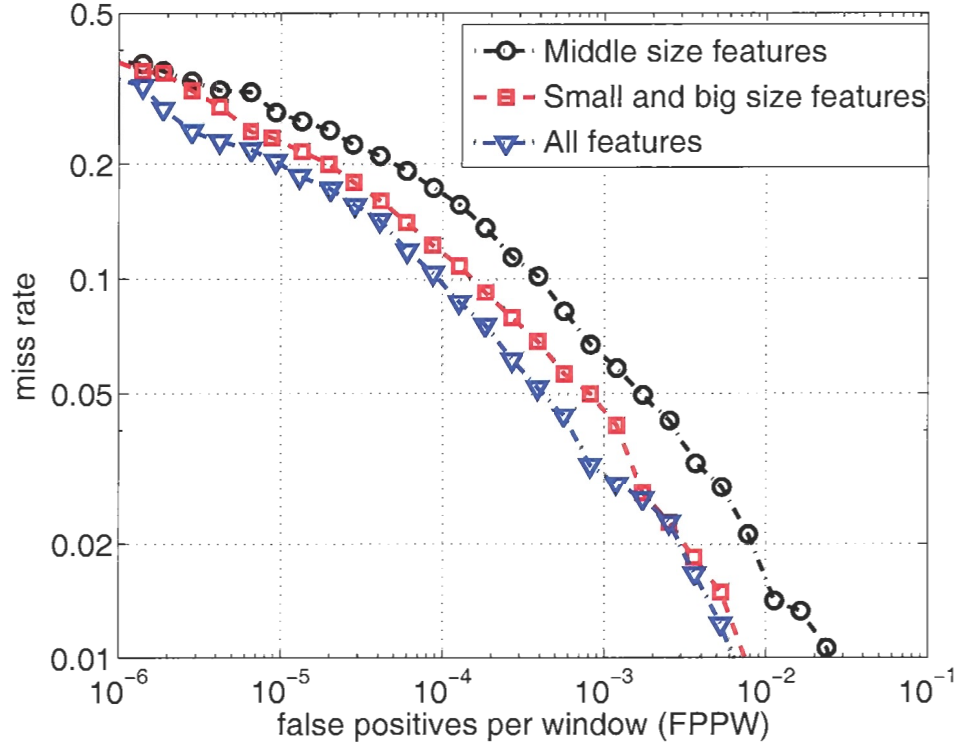 0.5
0.2
0.1
0.05
0.02
0.01
miss rate
Middle size features
Small and big size features
All features
10^-6
10^-5
10^-4
10^-3
10^-2
10^-1
false positives per window (FPPW)